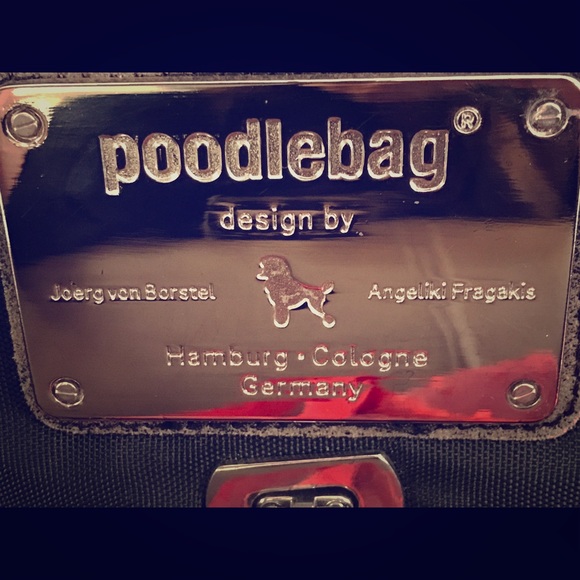 poodlebag®
design by
Joerg von Borstel Angeliki Fragakis
Hamburg · Cologne
Germany